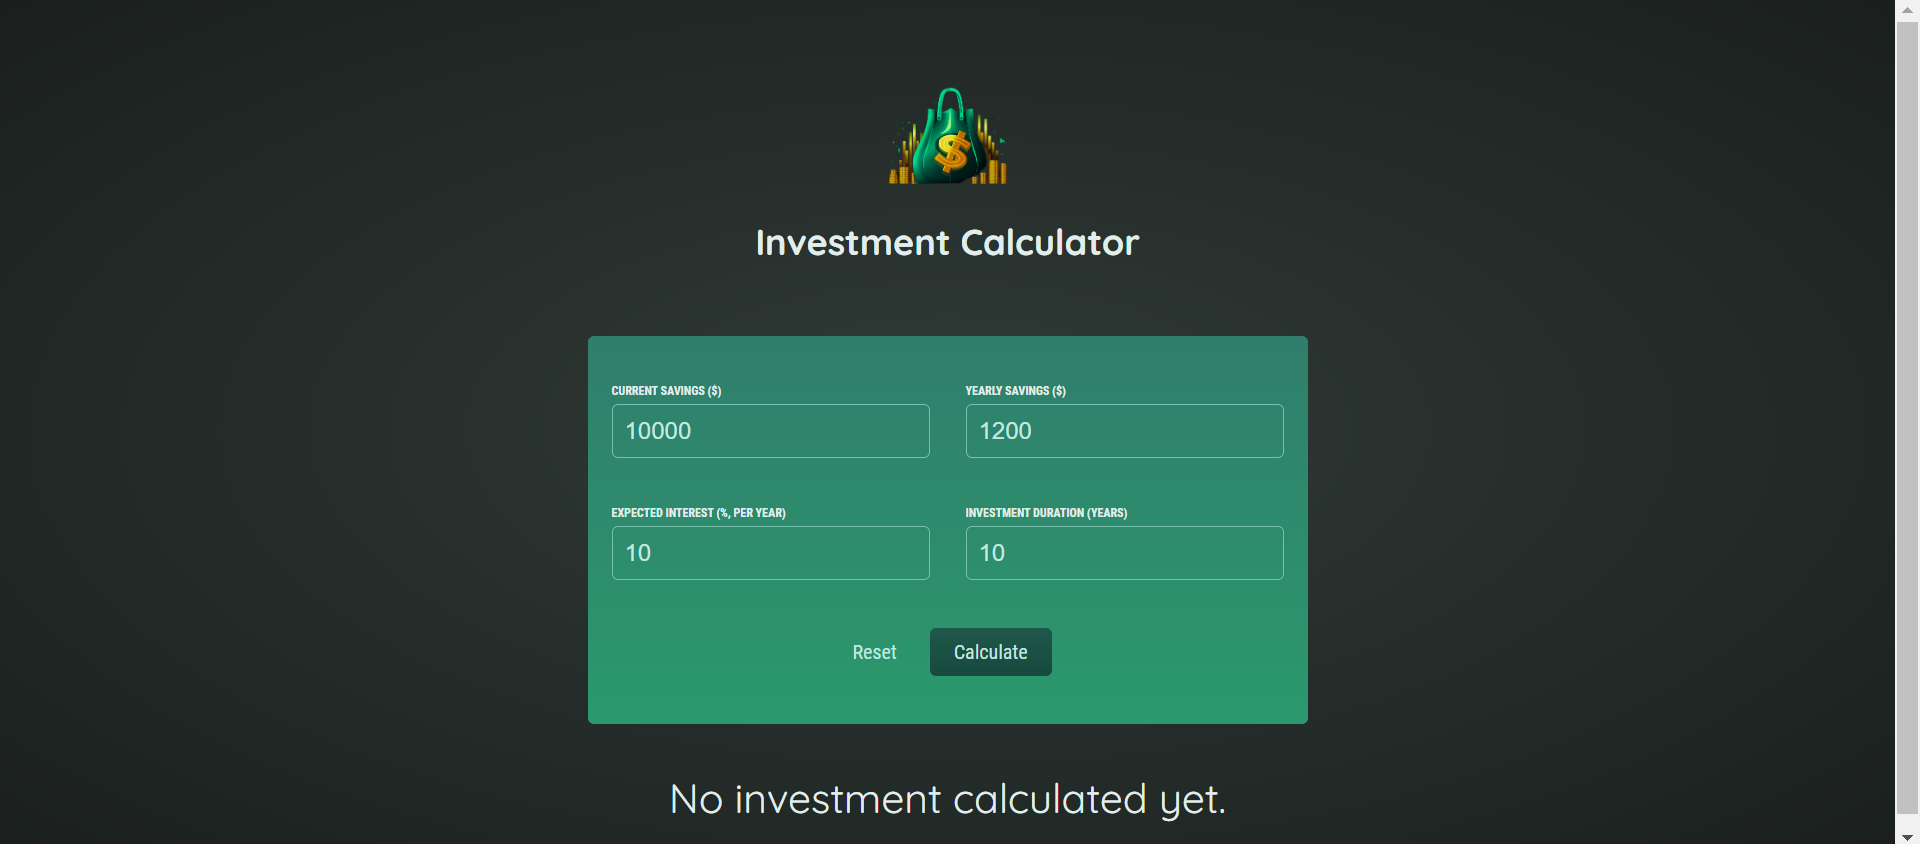 $
Investment Calculator
CURRENT SAVINGS ($)
YEARLY SAVINGS ($)
10000
1200
EXPECTED INTEREST (%, PER YEAR)
INVESTMENT DURATION (YEARS)
10
10
Reset
Calculate
No investment calculated yet.